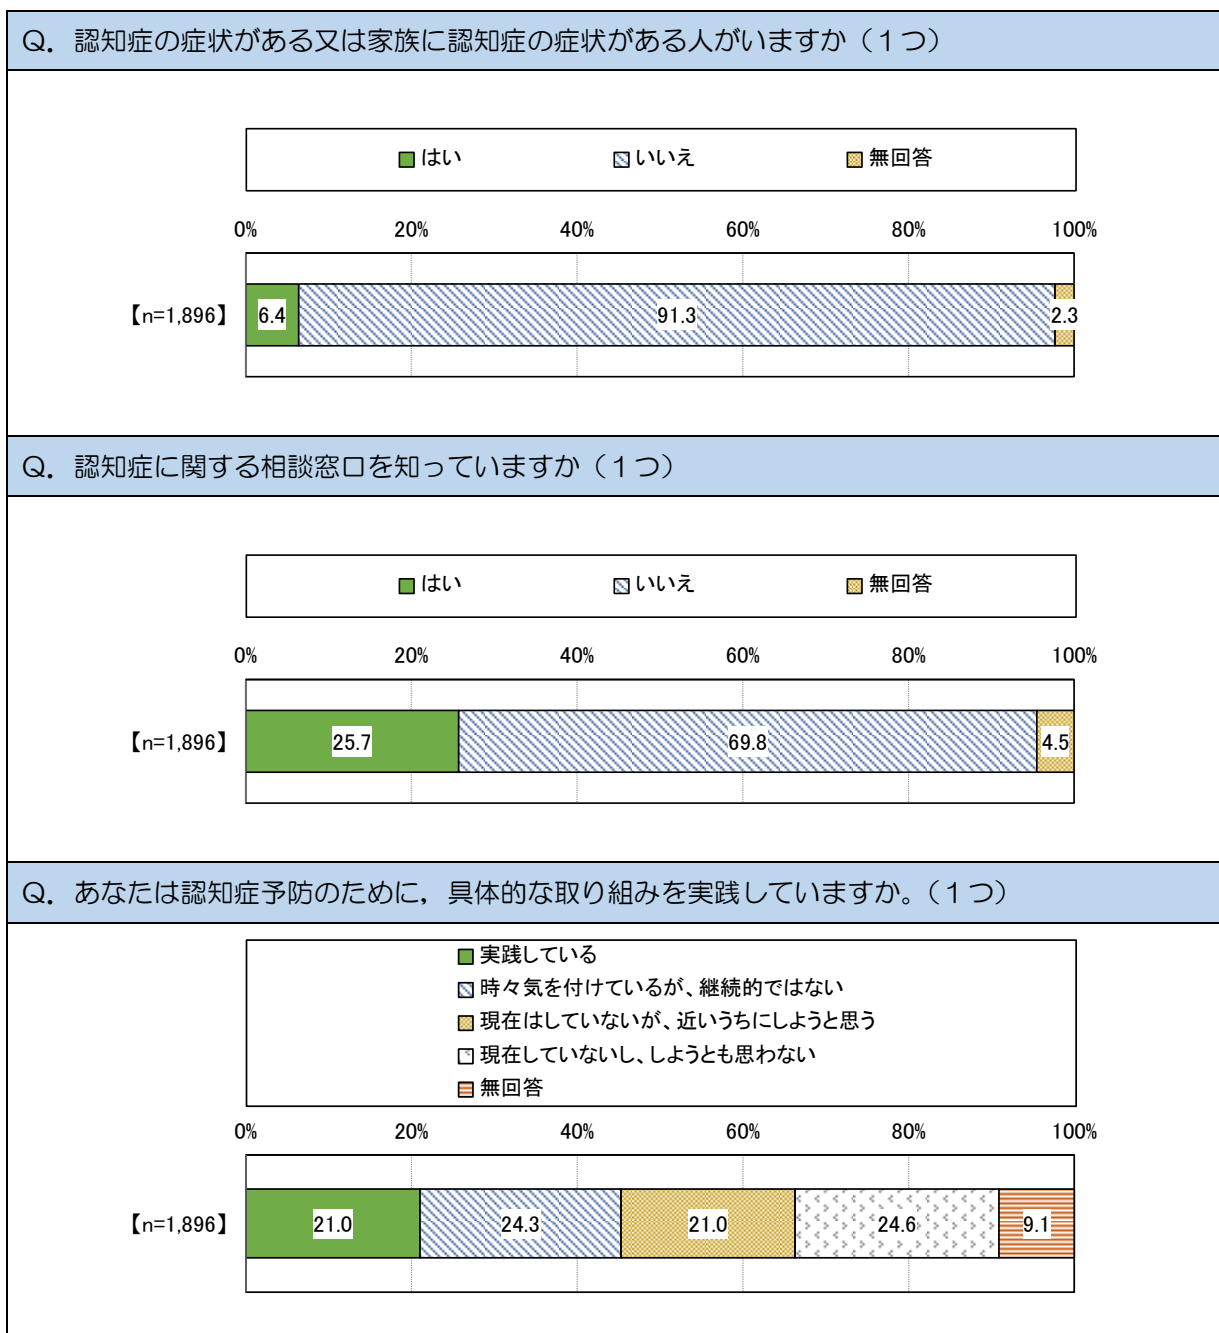 Q．認知症の症状がある又は家族に認知症の症状がある人がいますか（１つ）
はい いいえ 無回答
0% 20% 40% 60% 80% 100%
【n=1,896】 6.4 91.3 2.3
Q．認知症に関する相談窓口を知っていますか（１つ）
はい いいえ 無回答
0% 20% 40% 60% 80% 100%
【n=1,896】 25.7 69.8 4.5
Q．あなたは認知症予防のために，具体的な取り組みを実践していますか。（１つ）
実践している
時々気を付けているが、継続的ではない
現在はしていないが、近いうちにしようと思う
現在していないし、しようとも思わない
無回答
0% 20% 40% 60% 80% 100%
【n=1,896】 21.0 24.3 21.0 24.6 9.1